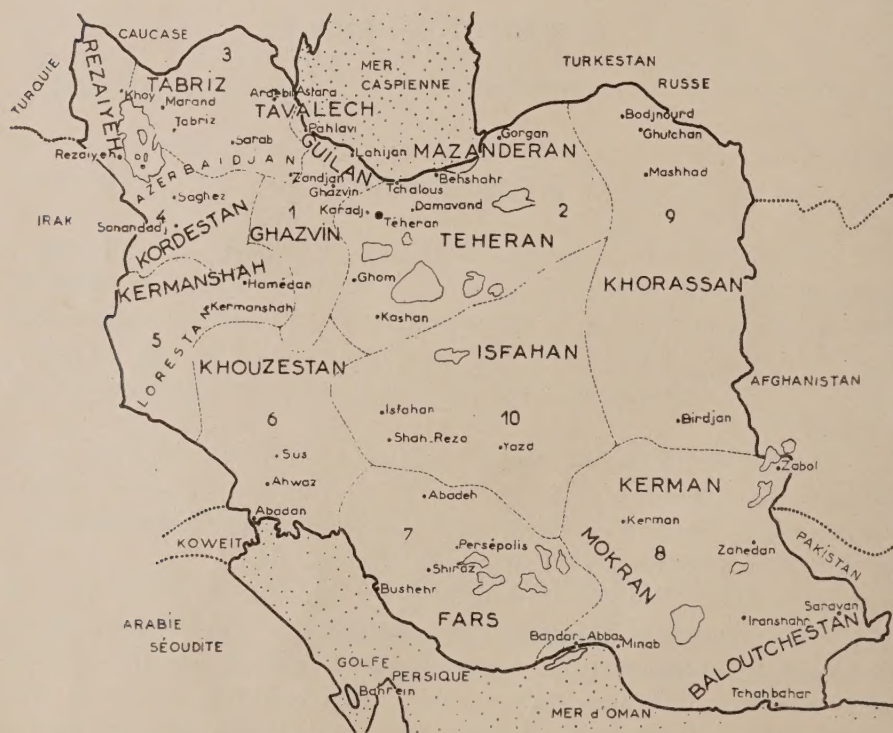 CAUCASE
3
MER
CASPIENNE
TURKESTAN
RUSSE
TURQUIE
REZAIYEH
TABRIZ
Khoy
Marand
Tabriz
Ardebil
Astara
TAVALECH
Pahlavi
Bodjnourd
Ghutchan
Rezaiyeh
Sarab
GUILAN
Lahijan
MAZANDERAN
Gorgan
AZERBAIDJAN
Zandjan
Ghazvin
Tchalous
Behshahr
Mashhad
Saghez
IRAK
4
Sanandadj
KORDESTAN
1
GHAZVIN
Karadj
Téheran
Damavand
2
TEHERAN
9
KERMANSHAH
Hamédan
Ghom
KHORASSAN
Kermanshah
Kashan
5
LORESTAN
KHOUZESTAN
ISFAHAN
AFGHANISTAN
6
Isfahan
10
Birdjan
Shah-Reza
Yazd
Sus
Zabol
Ahwaz
Abadeh
KERMAN
Abadan
KOWEIT
7
Kerman
MOKRAN
8
Zahedan
PAKISTAN
Persépolis
Shiraz
Bushehr
ARABIE
SÉOUDITE
FARS
Saravan
Iranshahr
Bandar-Abbas
Minab
BALOUTCHESTAN
GOLFE
PERSIQUE
Bahrein
Tchahbahar
MER d'OMAN